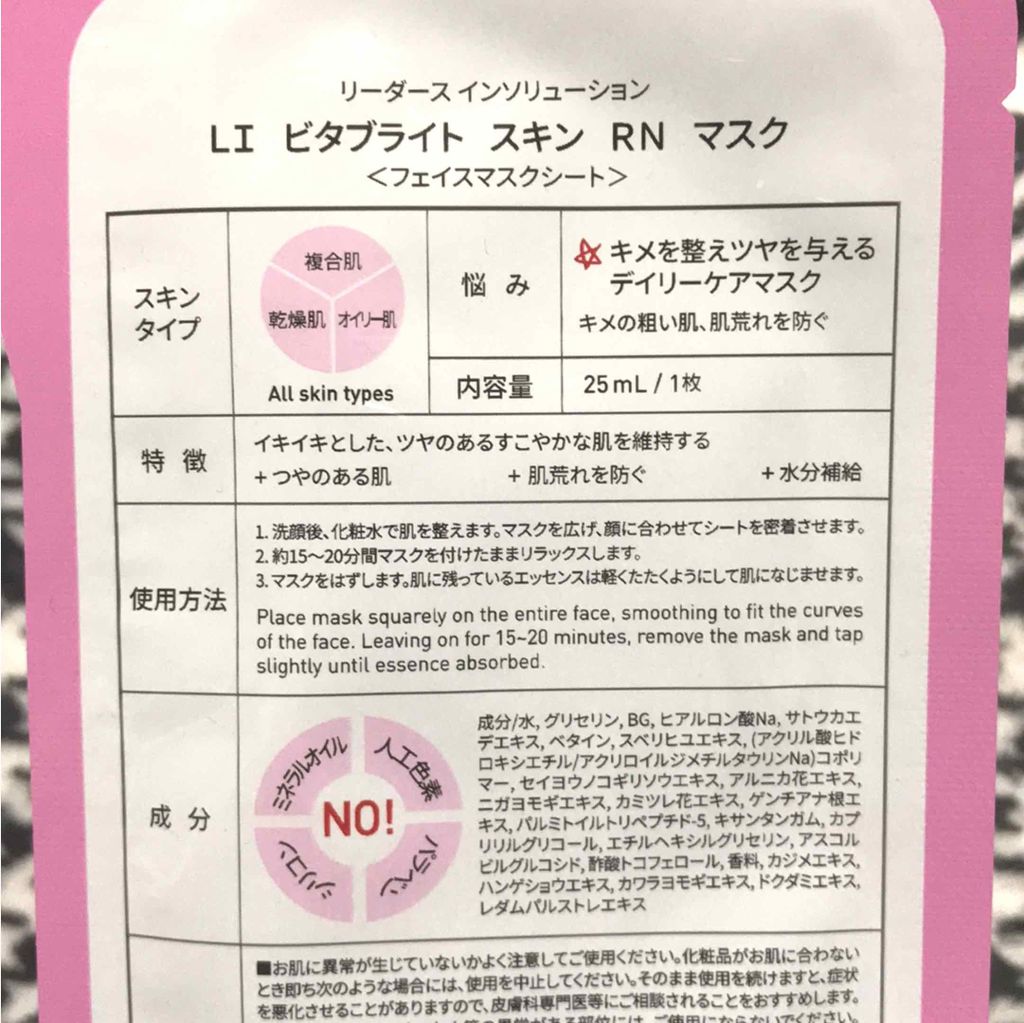 リーダース インソリューション
LI ビタブライト スキン RN マスク
＜フェイスマスクシート＞
スキン
タイプ
複合肌
乾燥肌 オイリー肌
All skin types
悩 み
キメを整えツヤを与える
デイリーケアマスク
キメの粗い肌、肌荒れを防ぐ
内容量
25mL / 1枚
特 徴
イキイキとした、ツヤのあるすこやかな肌を維持する
+ つやのある肌 + 肌荒れを防ぐ + 水分補給
使用方法
1. 洗顔後、化粧水で肌を整えます。マスクを広げ、顔に合わせてシートを密着させます。
2. 約15〜20分間マスクを付けたままリラックスします。
3. マスクをはずします。肌に残っているエッセンスは軽くたたくようにして肌になじませます。
Place mask squarely on the entire face, smoothing to fit the curves
of the face. Leaving on for 15~20 minutes, remove the mask and tap
slightly until essence absorbed.
成 分
ミネラルオイル
人工色素
NO!
シリコン
パラベン
成分/水, グリセリン, BG, ヒアルロン酸Na, サトウカエ
デエキス, ベタイン, スベリヒユエキス, (アクリル酸ヒド
ロキシエチル/アクリロイルジメチルタウリンNa)コポリ
マー, セイヨウノコギリソウエキス, アルニカ花エキス,
ニガヨモギエキス, カミツレ花エキス, ゲンチアナ根エ
キス, パルミトイルトリペプチド-5, キサンタンガム, カプ
リリルグリコール, エチルヘキシルグリセリン, アスコル
ビルグルコシド, 酢酸トコフェロール, 香料, カジメエキス,
ハンゲショウエキス, カワラヨモギエキス, ドクダミエキス,
レダムパルストレエキス
■お肌に異常が生じていないかよく注意してご使用ください。化粧品がお肌に合わない
とき即ち次のような場合には、使用を中止してください。そのまま使用を続けますと、症状
を悪化させることがありますので、皮膚科専門医等にご相談されることをおすすめします。
等の異常がある部位には、ご使用にならないでください。